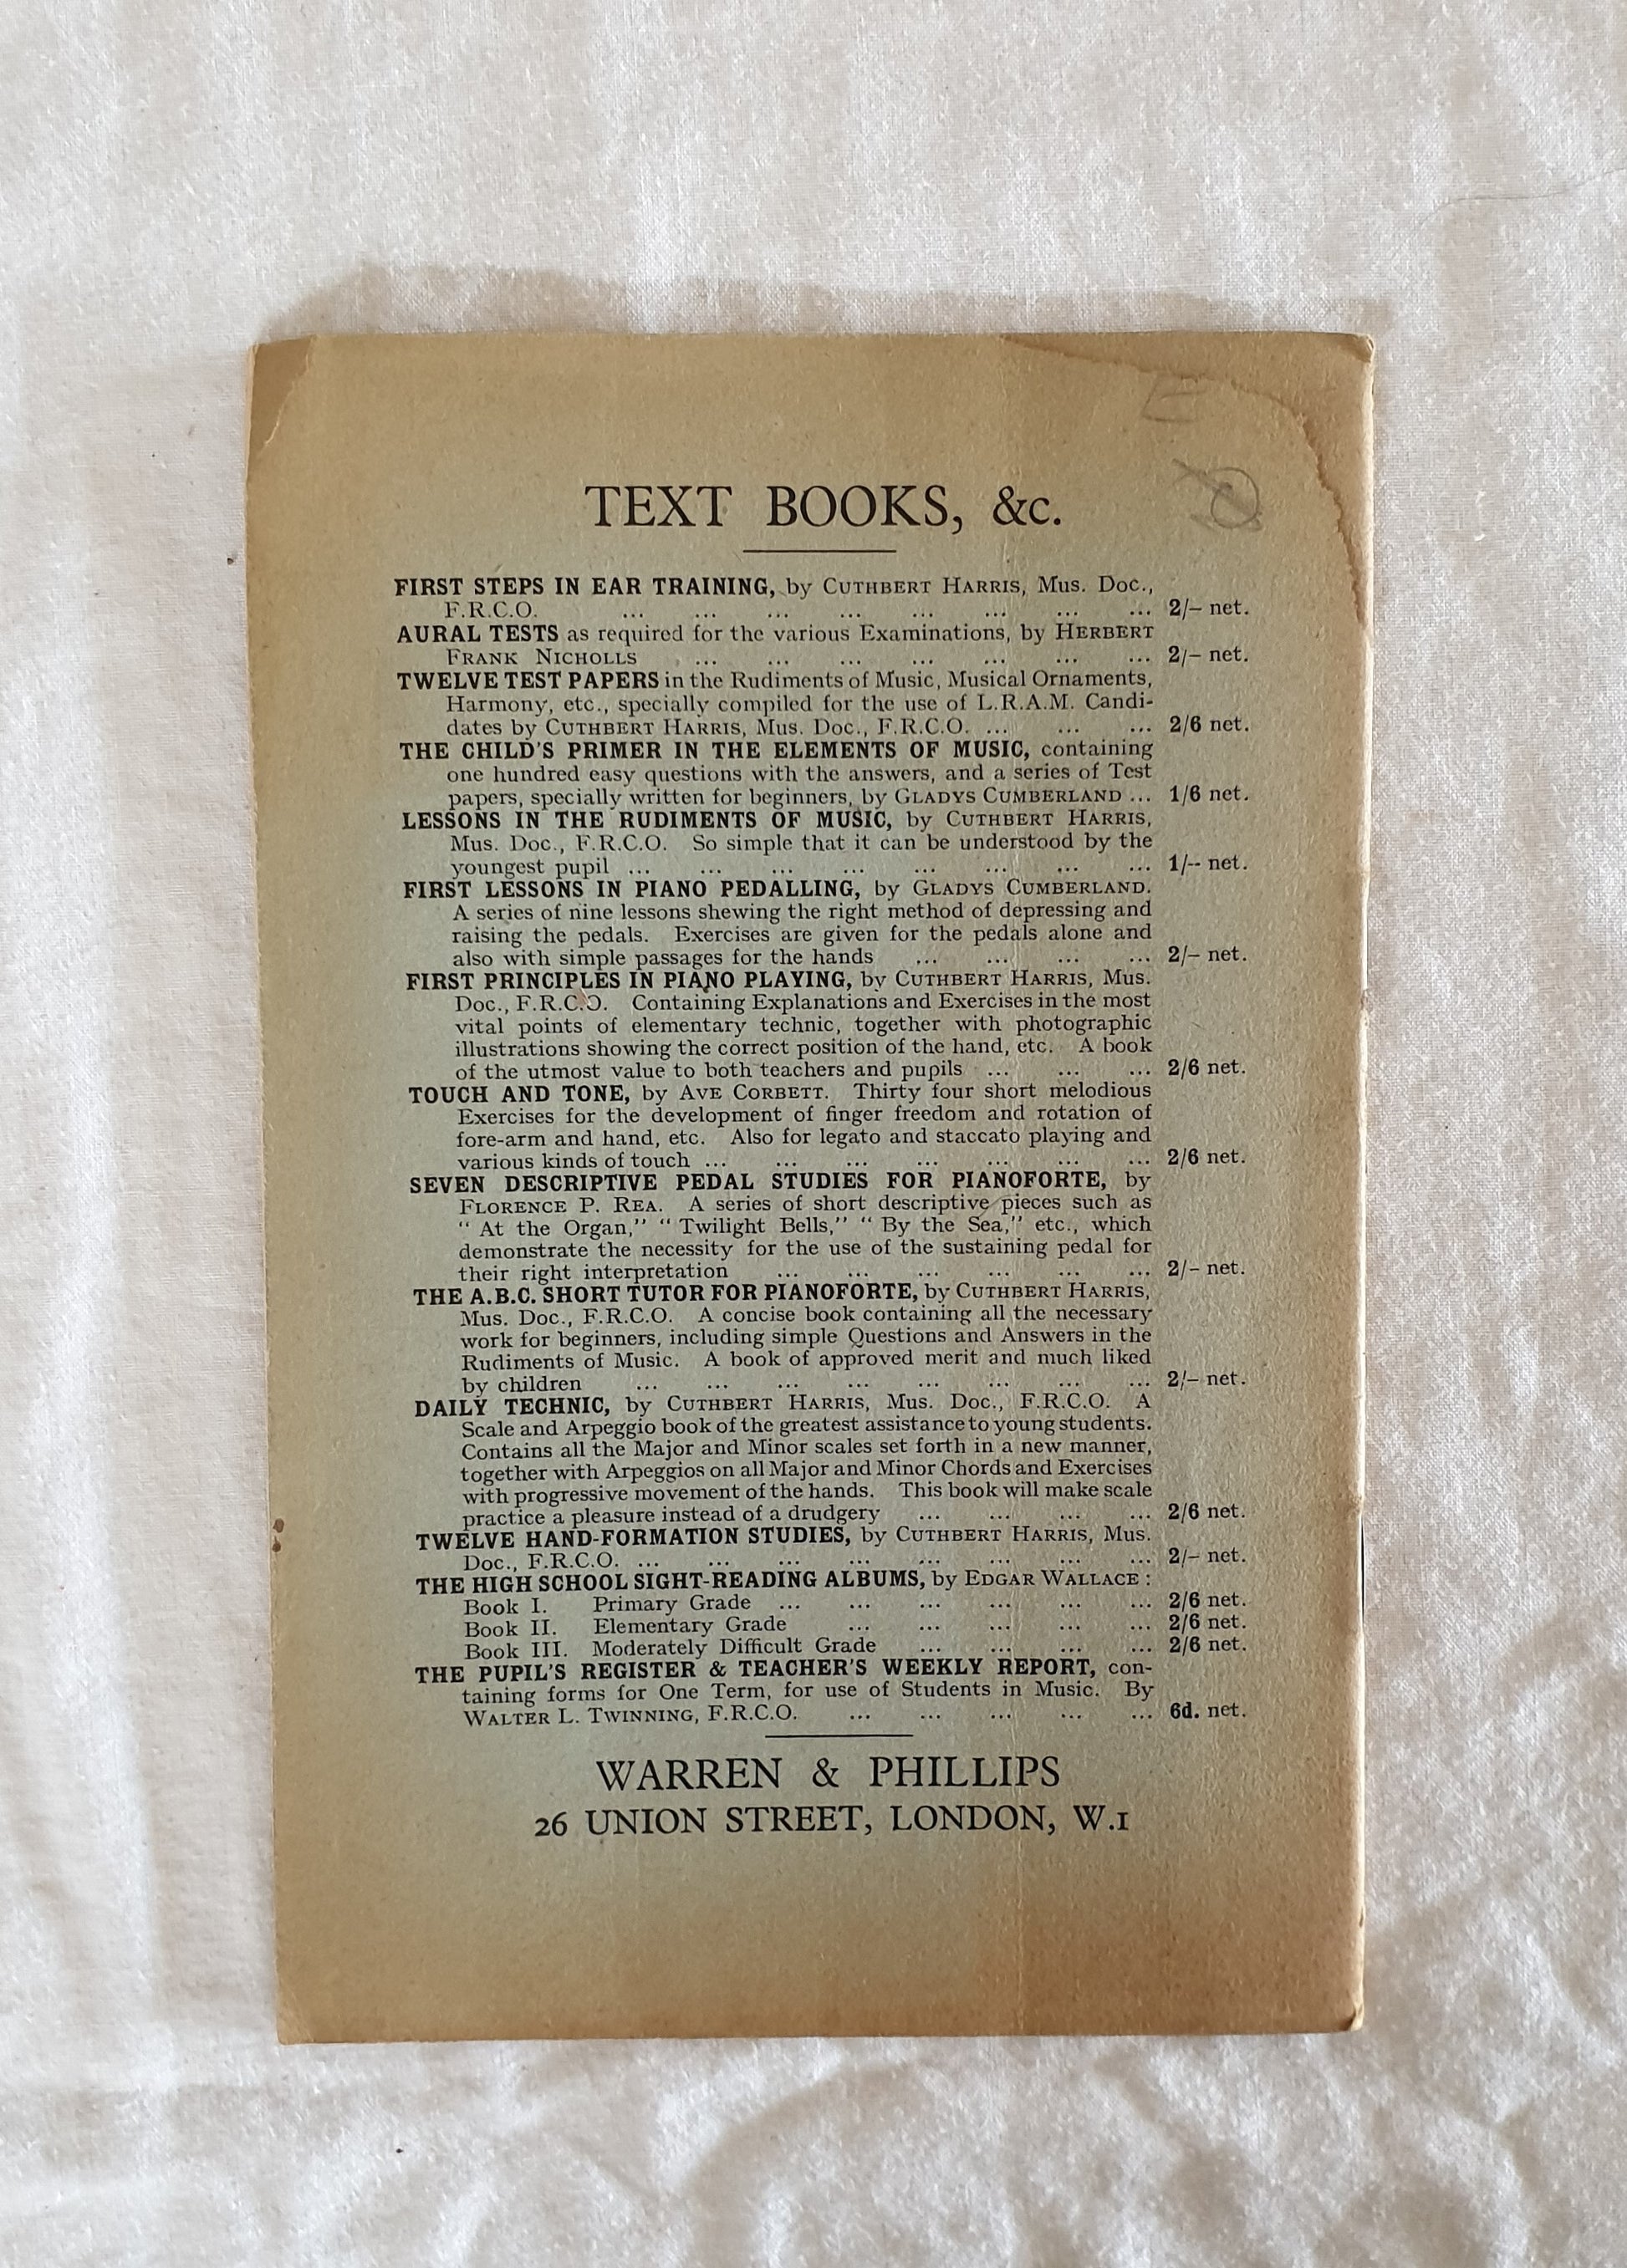 E
TEXT BOOKS, &c.
FIRST STEPS IN EAR TRAINING, by CUTHBERT HARRIS, Mus. Doc.,
F.R.C.O. ... ... ... ... ... ... ... ... 2/– net.
AURAL TESTS as required for the various Examinations, by HERBERT
FRANK NICHOLLS ... ... ... ... ... ... ... 2/– net.
TWELVE TEST PAPERS in the Rudiments of Music, Musical Ornaments,
Harmony, etc., specially compiled for the use of L.R.A.M. Candi-
dates by CUTHBERT HARRIS, Mus. Doc., F.R.C.O. ... ... ... 2/6 net.
THE CHILD'S PRIMER IN THE ELEMENTS OF MUSIC, containing
one hundred easy questions with the answers, and a series of Test
papers, specially written for beginners, by GLADYS CUMBERLAND ... 1/6 net.
LESSONS IN THE RUDIMENTS OF MUSIC, by CUTHBERT HARRIS,
Mus. Doc., F.R.C.O. So simple that it can be understood by the
youngest pupil ... ... ... ... ... ... ... ... 1/-- net.
FIRST LESSONS IN PIANO PEDALLING, by GLADYS CUMBERLAND.
A series of nine lessons shewing the right method of depressing and
raising the pedals. Exercises are given for the pedals alone and
also with simple passages for the hands ... ... ... ... 2/– net.
FIRST PRINCIPLES IN PIANO PLAYING, by CUTHBERT HARRIS, Mus.
Doc., F.R.C.O. Containing Explanations and Exercises in the most
vital points of elementary technic, together with photographic
illustrations showing the correct position of the hand, etc. A book
of the utmost value to both teachers and pupils ... ... ... 2/6 net.
TOUCH AND TONE, by AVE CORBETT. Thirty four short melodious
Exercises for the development of finger freedom and rotation of
fore-arm and hand, etc. Also for legato and staccato playing and
various kinds of touch ... ... ... ... ... ... ... 2/6 net.
SEVEN DESCRIPTIVE PEDAL STUDIES FOR PIANOFORTE, by
FLORENCE P. REA. A series of short descriptive pieces such as
" At the Organ," " Twilight Bells," " By the Sea," etc., which
demonstrate the necessity for the use of the sustaining pedal for
their right interpretation ... ... ... ... ... ... 2/– net.
THE A.B.C. SHORT TUTOR FOR PIANOFORTE, by CUTHBERT HARRIS,
Mus. Doc., F.R.C.O. A concise book containing all the necessary
work for beginners, including simple Questions and Answers in the
Rudiments of Music. A book of approved merit and much liked
by children ... ... ... ... ... ... ... ... 2/– net.
DAILY TECHNIC, by CUTHBERT HARRIS, Mus. Doc., F.R.C.O. A
Scale and Arpeggio book of the greatest assistance to young students.
Contains all the Major and Minor scales set forth in a new manner,
together with Arpeggios on all Major and Minor Chords and Exercises
with progressive movement of the hands. This book will make scale
practice a pleasure instead of a drudgery ... ... ... ... 2/6 net.
TWELVE HAND-FORMATION STUDIES, by CUTHBERT HARRIS, Mus.
Doc., F.R.C.O. ... ... ... ... ... ... ... ... 2/– net.
THE HIGH SCHOOL SIGHT-READING ALBUMS, by EDGAR WALLACE :
Book I. Primary Grade ... ... ... ... ... ... 2/6 net.
Book II. Elementary Grade ... ... ... ... ... 2/6 net.
Book III. Moderately Difficult Grade ... ... ... ... 2/6 net.
THE PUPIL'S REGISTER & TEACHER'S WEEKLY REPORT, con-
taining forms for One Term, for use of Students in Music. By
WALTER L. TWINNING, F.R.C.O. ... ... ... ... ... 6d. net.
WARREN & PHILLIPS
26 UNION STREET, LONDON, W.1